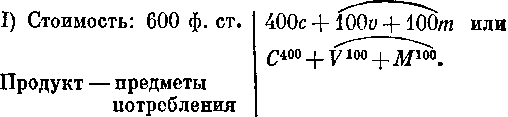 I) Стоимость: 600 ф. ст. 400c + 100v + 100m или
C⁴⁰⁰ + V¹⁰⁰ + M¹⁰⁰.
Продукт — предметы
потребления